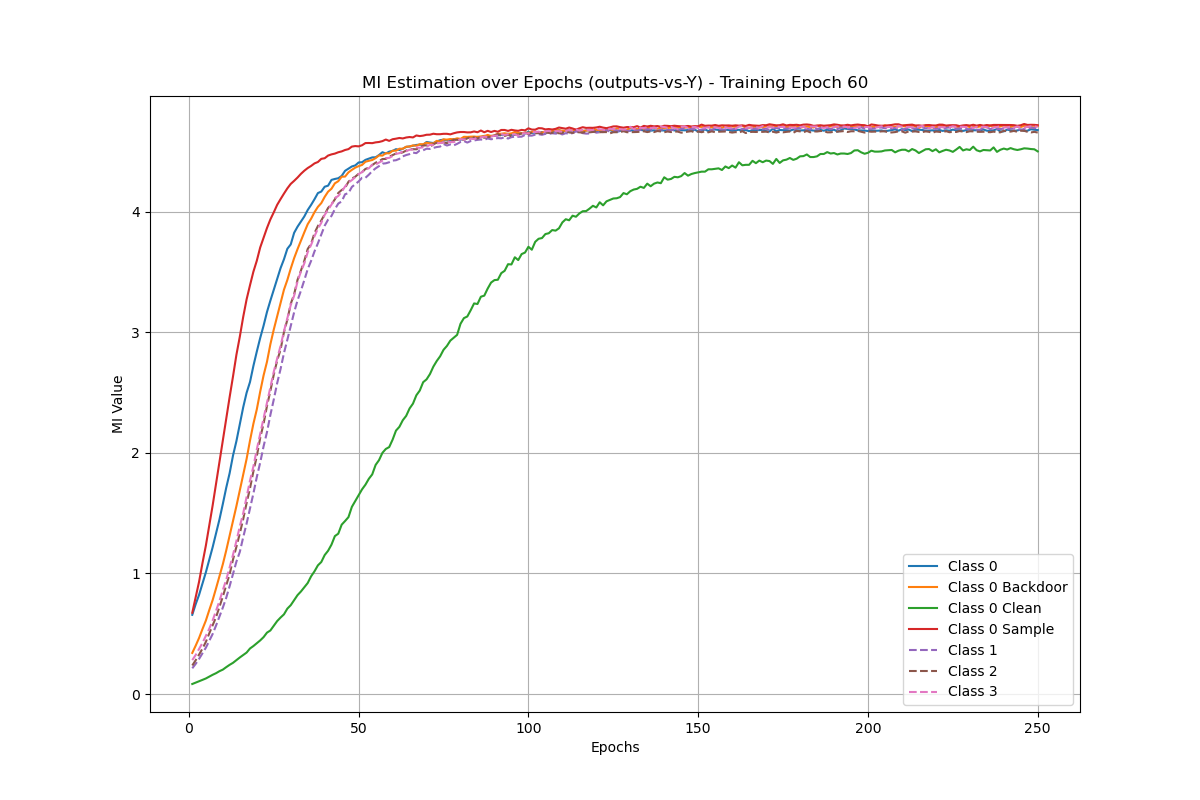 MI Estimation over Epochs (outputs-vs-Y) - Training Epoch 60
MI Value
4
3
2
1
0
0 50 100 150 200 250
Epochs
Class 0
Class 0 Backdoor
Class 0 Clean
Class 0 Sample
Class 1
Class 2
Class 3